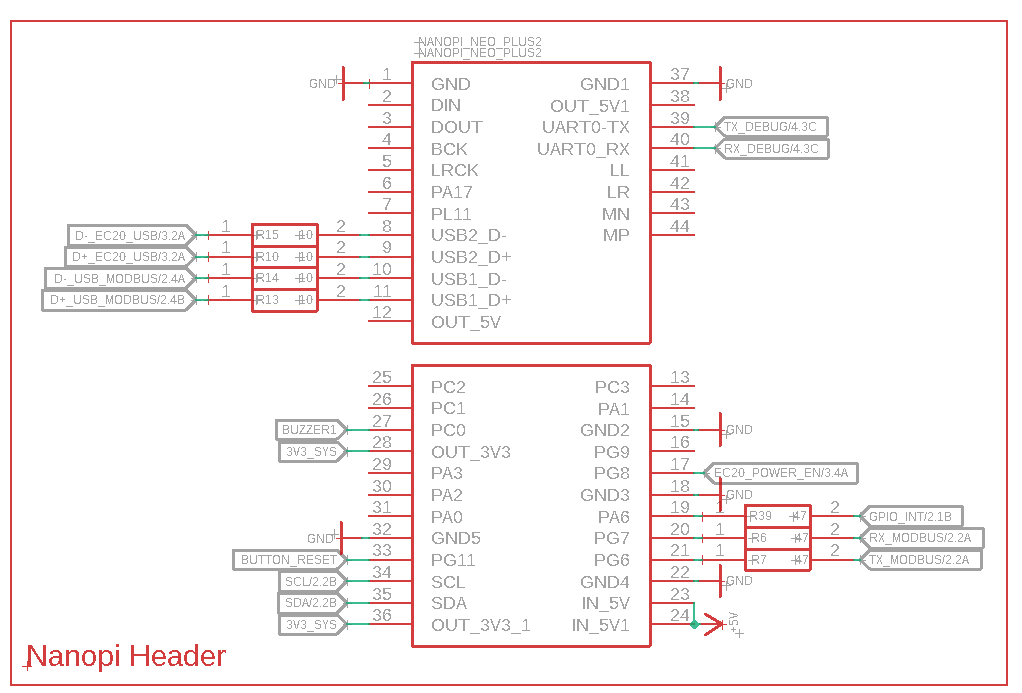 NANOPI_NEO_PLUS2
NANOPI_NEO_PLUS2
GND 1 GND GND1 37 GND
2 DIN OUT_5V1 38
3 DOUT UART0-TX 39 TX_DEBUG/4.3C
4 BCK UART0_RX 40 RX_DEBUG/4.3C
5 LRCK LL 41
6 PA17 LR 42
7 PL11 MN 43
D-_EC20_USB/3.2A 1 R15 10 2 8 USB2_D- MP 44
D+_EC20_USB/3.2A 1 R10 10 2 9 USB2_D+
D-_USB_MODBUS/2.4A 1 R14 10 2 10 USB1_D-
D+_USB_MODBUS/2.4B 1 R13 10 2 11 USB1_D+
12 OUT_5V
25 PC2 PC3 13
26 PC1 PA1 14
BUZZER1 27 PC0 GND2 15 GND
3V3_SYS 28 OUT_3V3 PG9 16
29 PA3 PG8 17 EC20_POWER_EN/3.4A
30 PA2 GND3 18 GND
31 PA0 PA6 19 1 R39 47 2 GPIO_INT/2.1B
GND 32 GND5 PG7 20 1 R6 47 2 RX_MODBUS/2.2A
BUTTON_RESET 33 PG11 PG6 21 1 R7 47 2 TX_MODBUS/2.2A
SCL/2.2B 34 SCL GND4 22 GND
SDA/2.2B 35 SDA IN_5V 23
3V3_SYS 36 OUT_3V3_1 IN_5V1 24 +5V
Nanopi Header